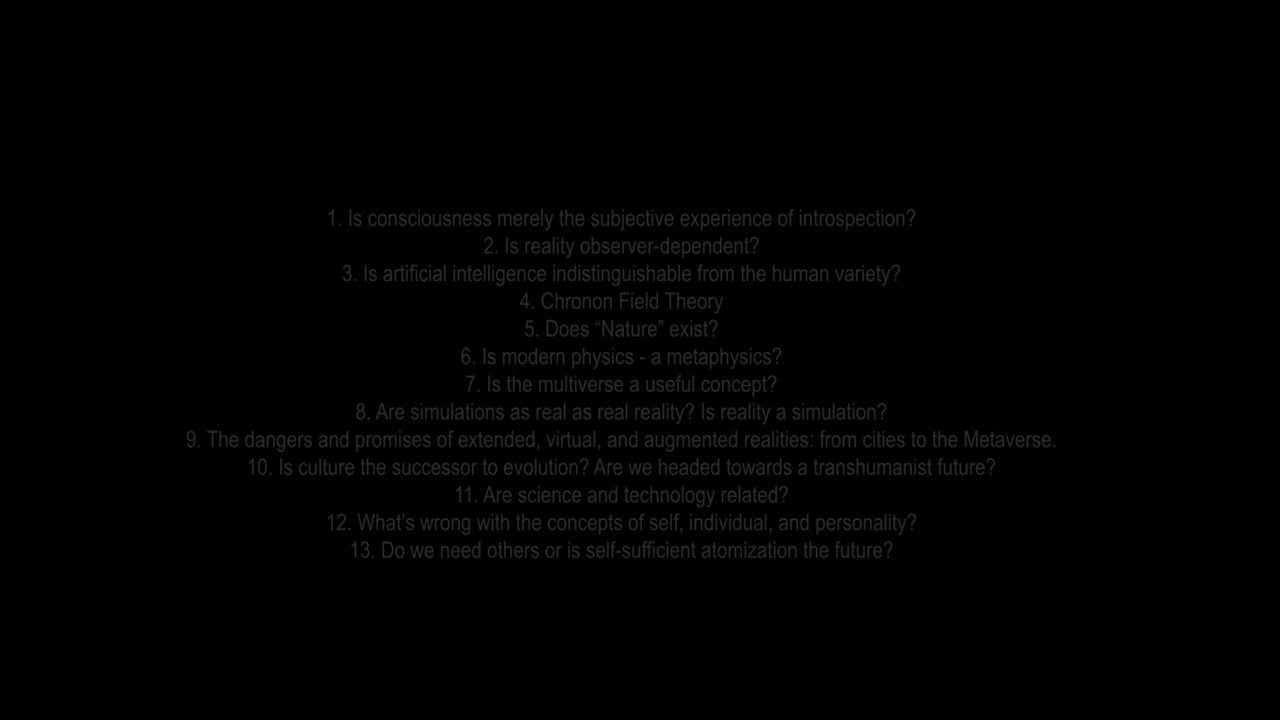 1. Is consciousness merely the subjective experience of introspection?
2. Is reality observer-dependent?
3. Is artificial intelligence indistinguishable from the human variety?
4. Chronon Field Theory
5. Does “Nature” exist?
6. Is modern physics - a metaphysics?
7. Is the multiverse a useful concept?
8. Are simulations as real as real reality? Is reality a simulation?
9. The dangers and promises of extended, virtual, and augmented realities: from cities to the Metaverse.
10. Is culture the successor to evolution? Are we headed towards a transhumanist future?
11. Are science and technology related?
12. What’s wrong with the concepts of self, individual, and personality?
13. Do we need others or is self-sufficient atomization the future?